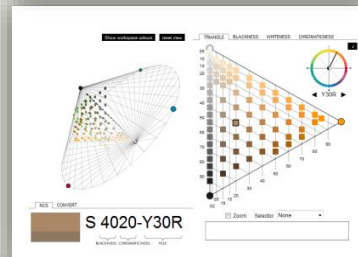 Show workspace colours reset view
TRIANGLE BLACKNESS WHITENESS CHROMATICNESS
Y30R
NCS CONVERT
S 4020-Y30R
BLACKNESS CHROMATICNESS HUE
Zoom Selector None